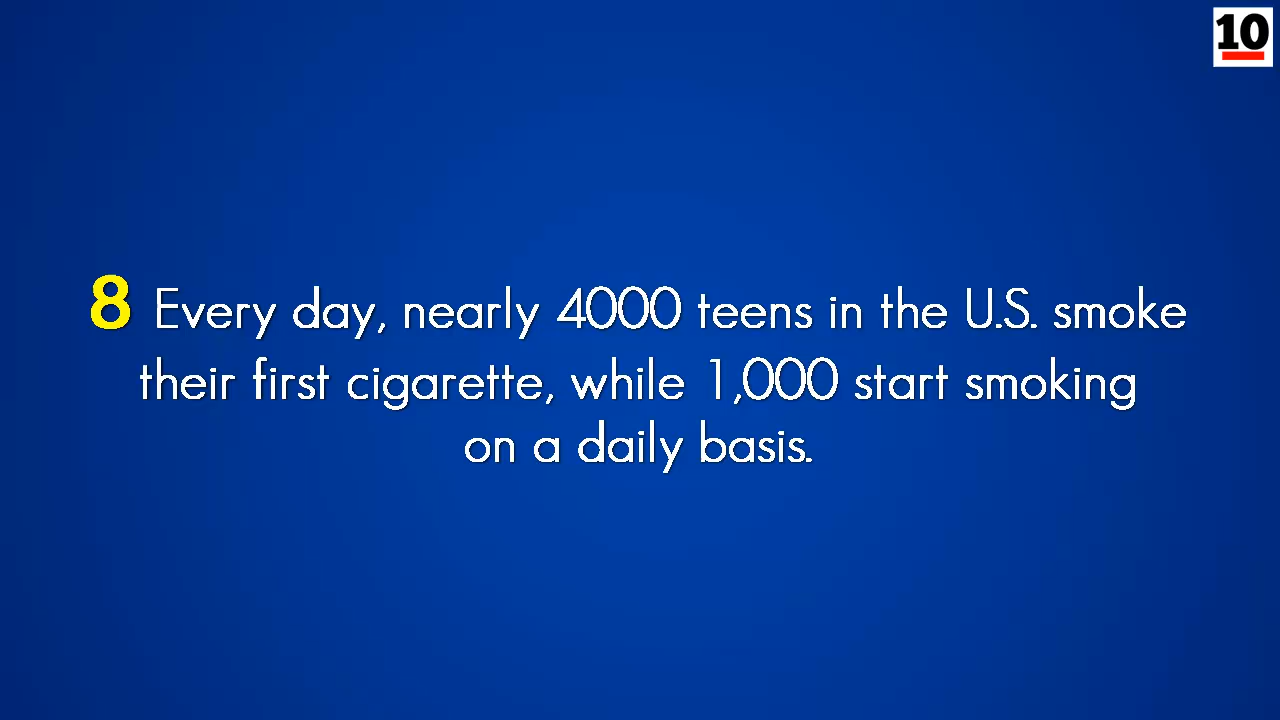 10
8 Every day, nearly 4000 teens in the U.S. smoke
their first cigarette, while 1,000 start smoking
on a daily basis.